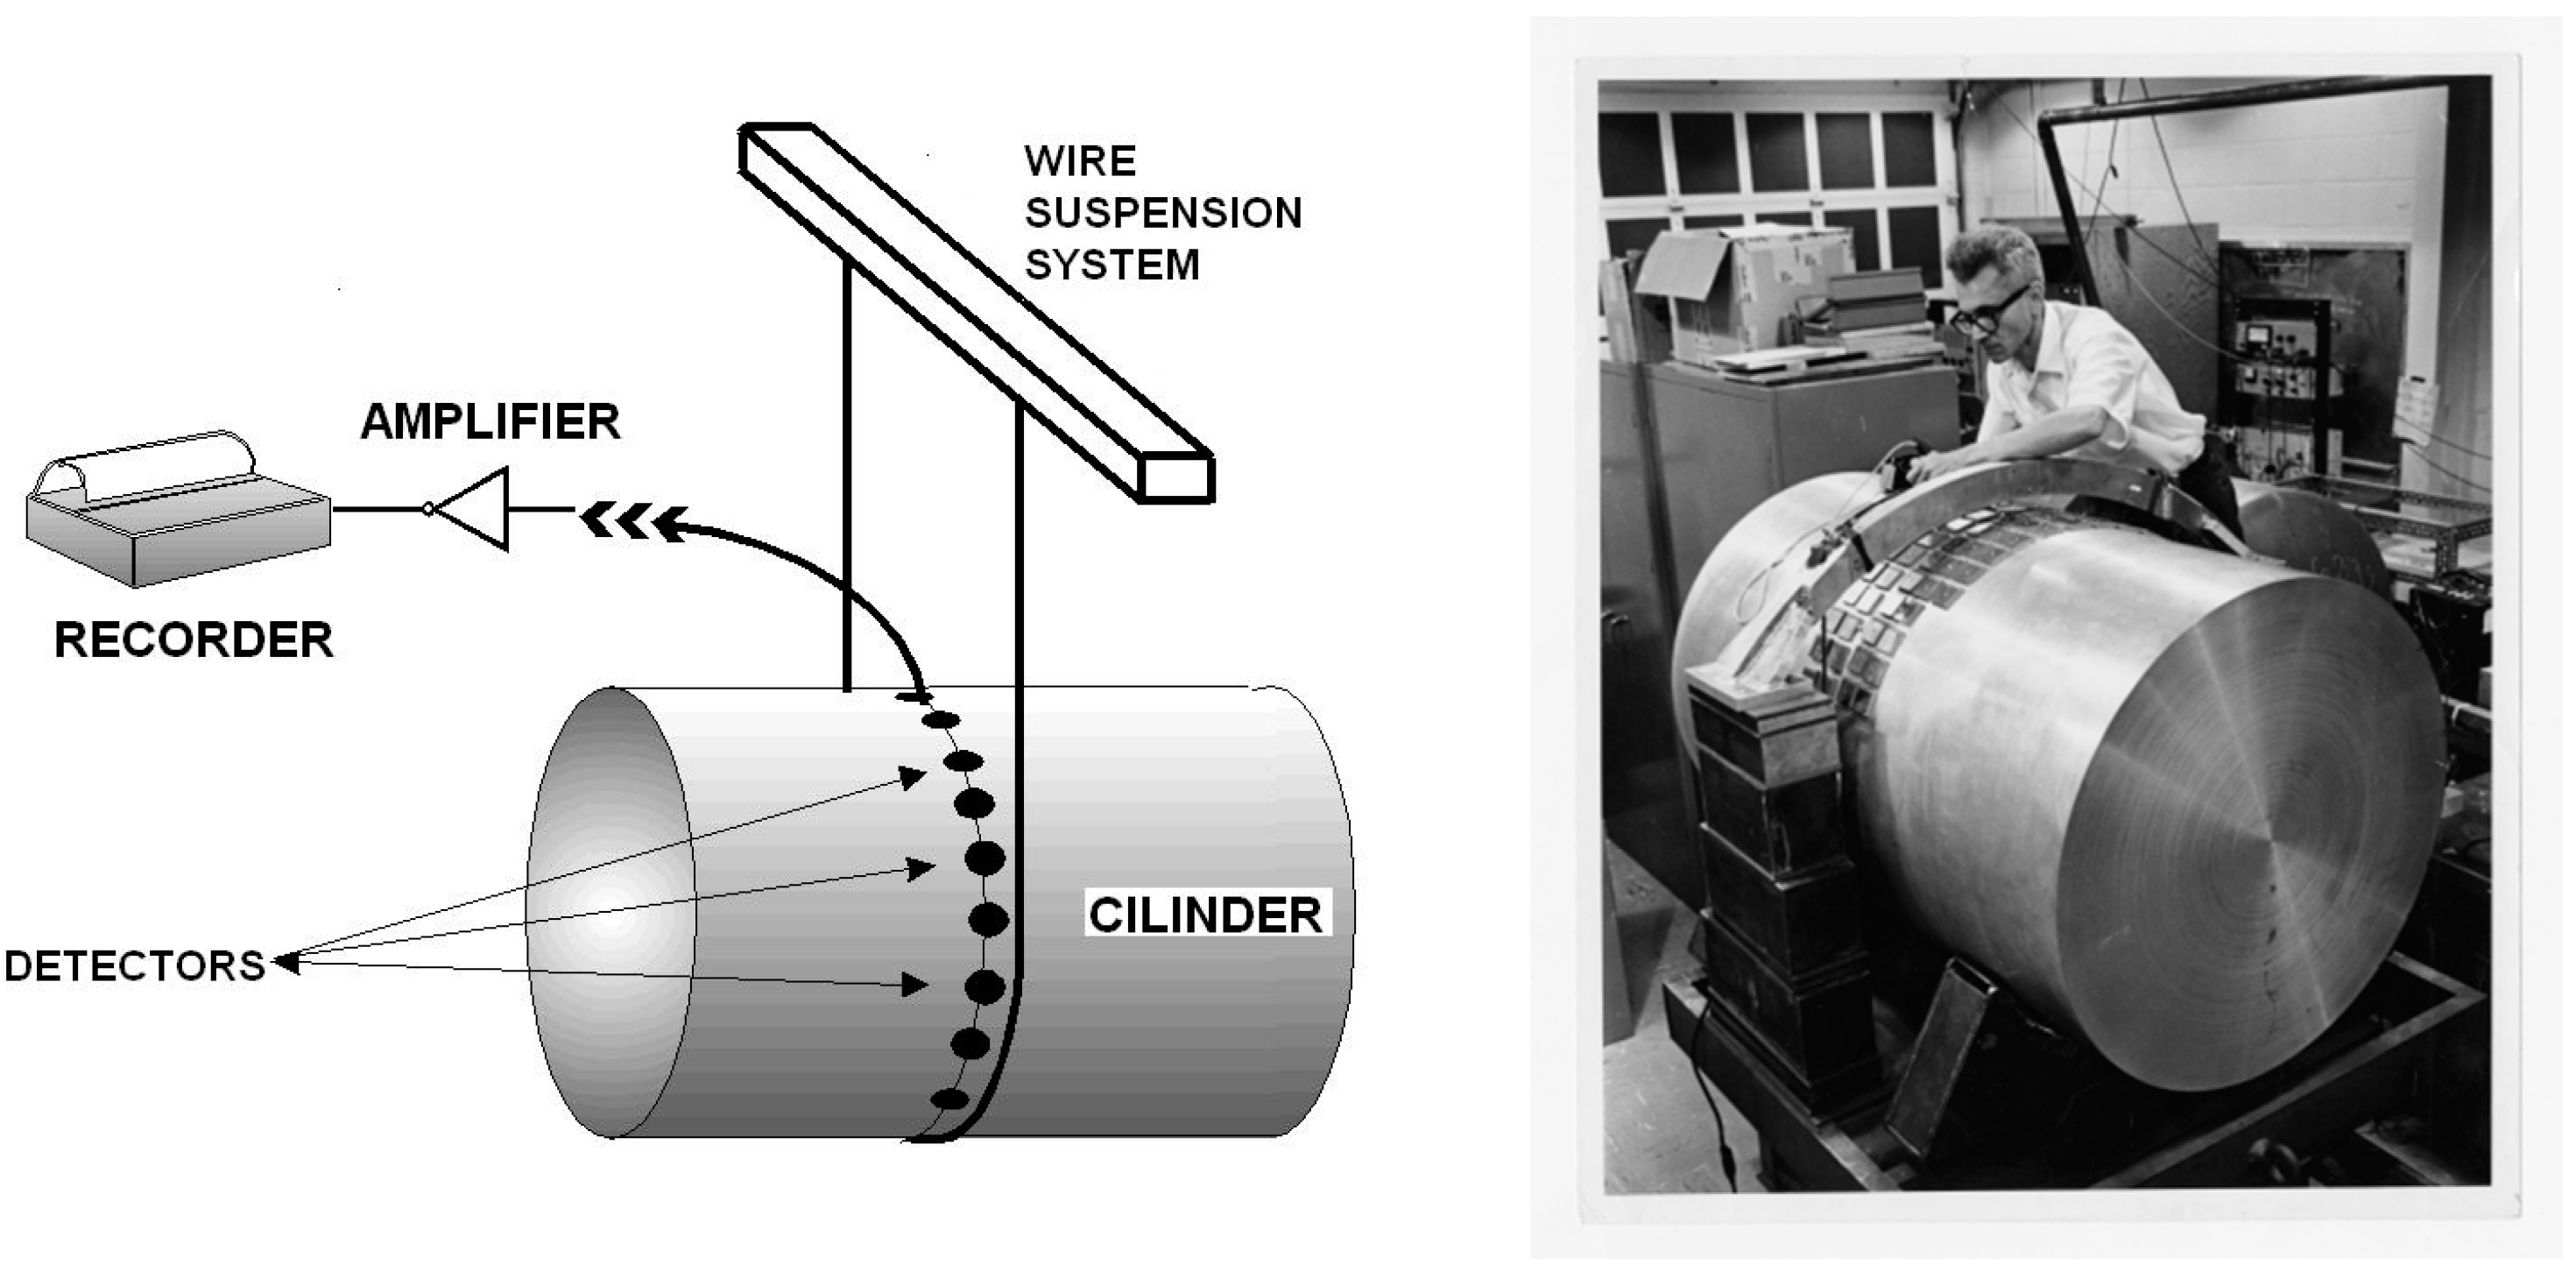 WIRE
SUSPENSION
SYSTEM
AMPLIFIER
RECORDER
CILINDER
DETECTORS